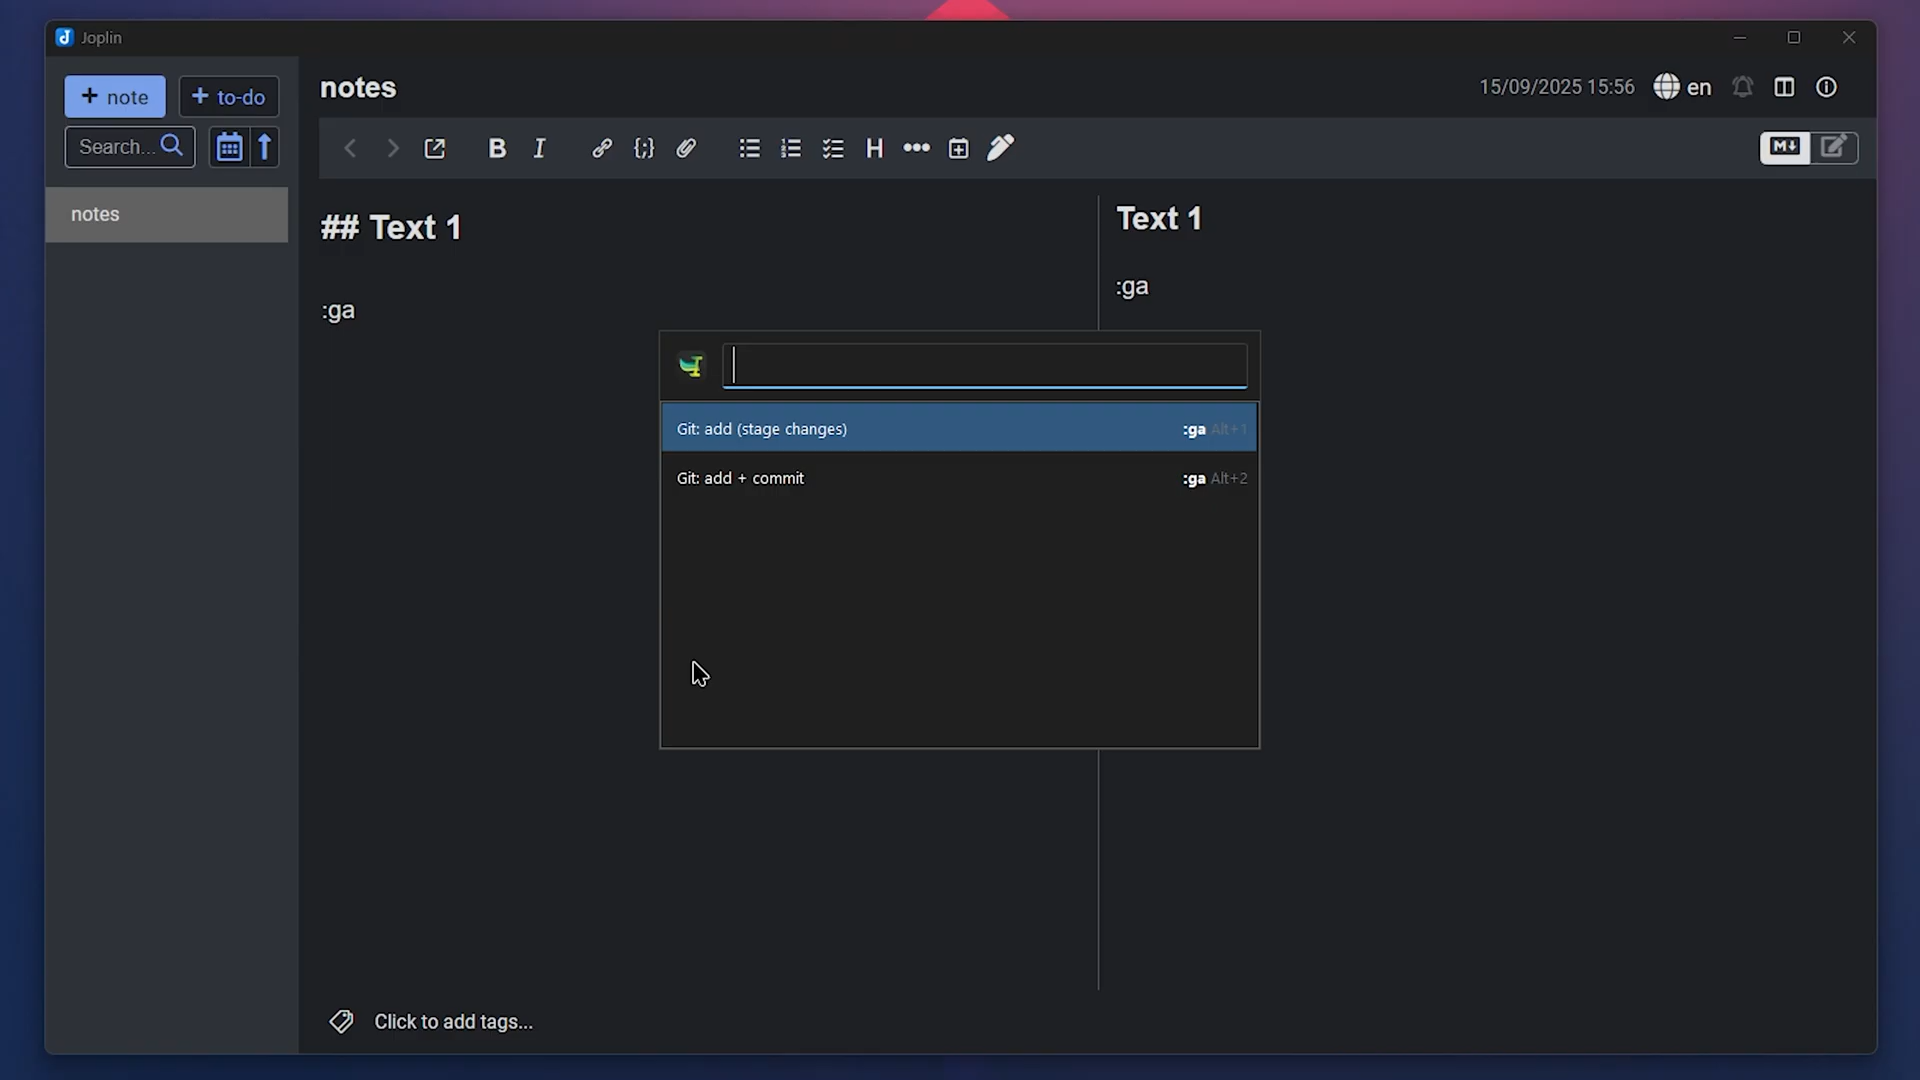 Joplin
+ note
+ to-do
Search...
notes
notes
15/09/2025 15:56
en
B I H
M↓
## Text 1
:ga
Text 1
:ga
Git: add (stage changes) :ga Alt+1
Git: add + commit :ga Alt+2
Click to add tags...